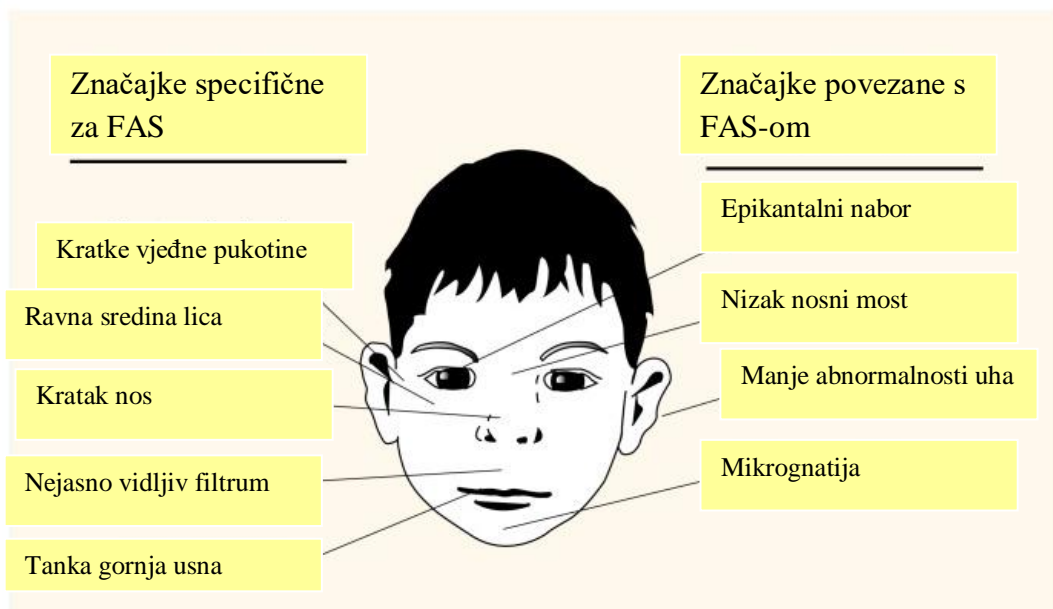 Značajke specifične
za FAS
Kratke vjeđne pukotine
Ravna sredina lica
Kratak nos
Nejasno vidljiv filtrum
Tanka gornja usna
Značajke povezane s
FAS-om
Epikantalni nabor
Nizak nosni most
Manje abnormalnosti uha
Mikrognatija